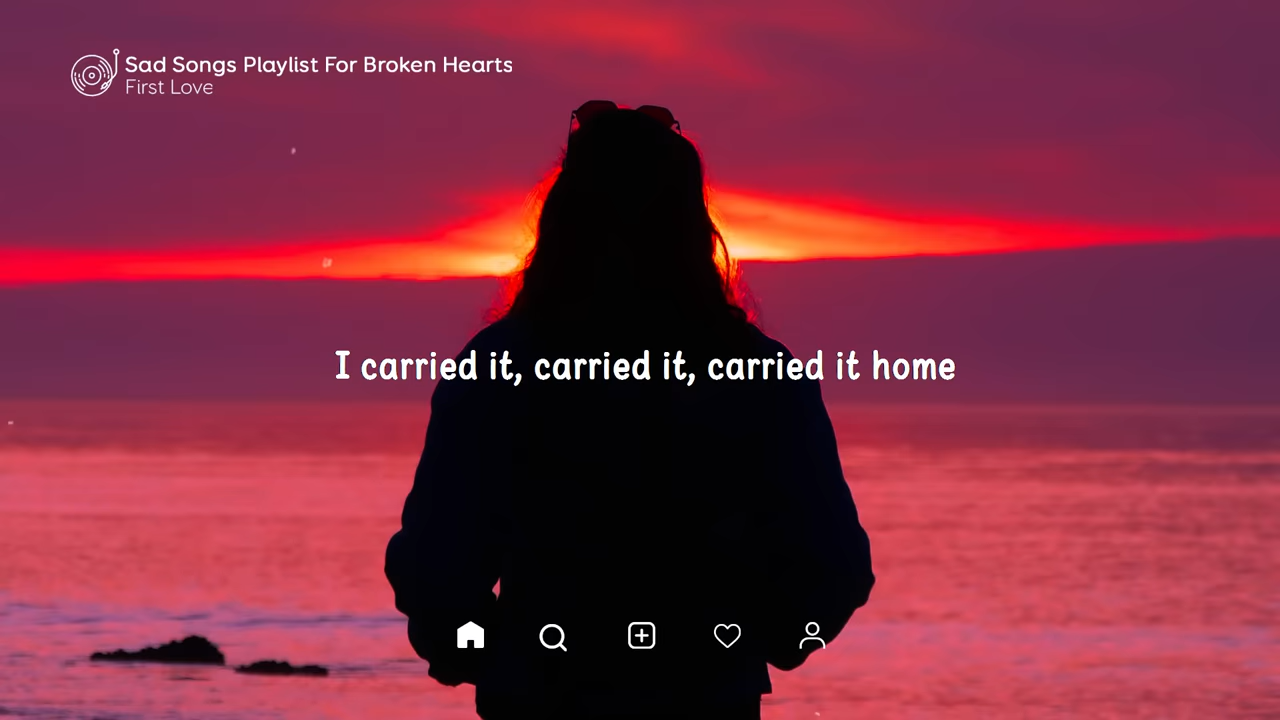 Sad Songs Playlist For Broken Hearts
First Love
I carried it, carried it, carried it home